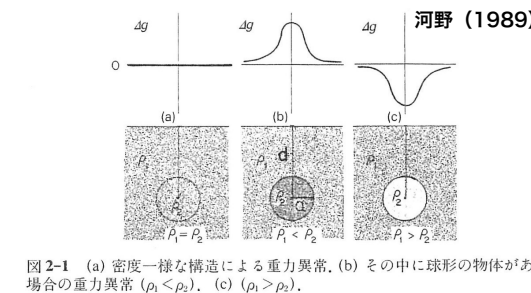 河野（1989）
Δg Δg Δg
0
(a) (b) (c)
ρ₁ ρ₁ d ρ₁
ρ₂ ρ₂ a ρ₂
ρ₁ = ρ₂ ρ₁ < ρ₂ ρ₁ > ρ₂
図 2-1 (a) 密度一様な構造による重力異常. (b) その中に球形の物体があ
場合の重力異常 (ρ₁<ρ₂). (c) (ρ₁>ρ₂).